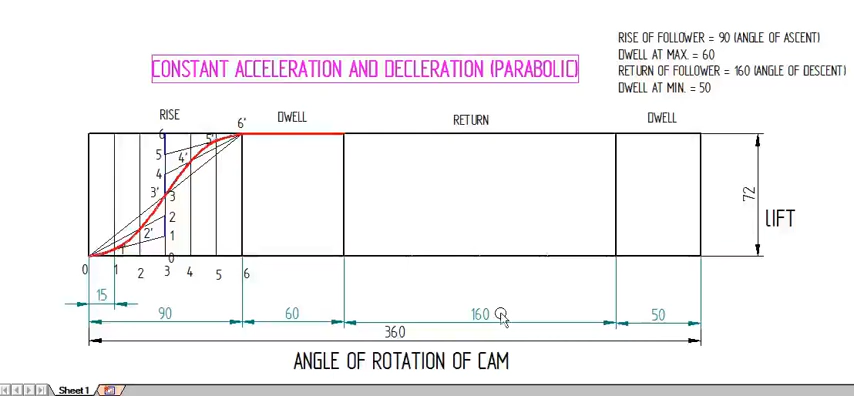 RISE OF FOLLOWER = 90 (ANGLE OF ASCENT)
DWELL AT MAX. = 60
RETURN OF FOLLOWER = 160 (ANGLE OF DESCENT)
DWELL AT MIN. = 50
CONSTANT ACCELERATION AND DECLERATION (PARABOLIC)
RISE DWELL RETURN DWELL
6 6'
5 5'
4 4'
3' 3
2
2' 1
1' 0
72 LIFT
0 1 2 3 4 5 6
15
90 60 160 50
360
ANGLE OF ROTATION OF CAM
Sheet1